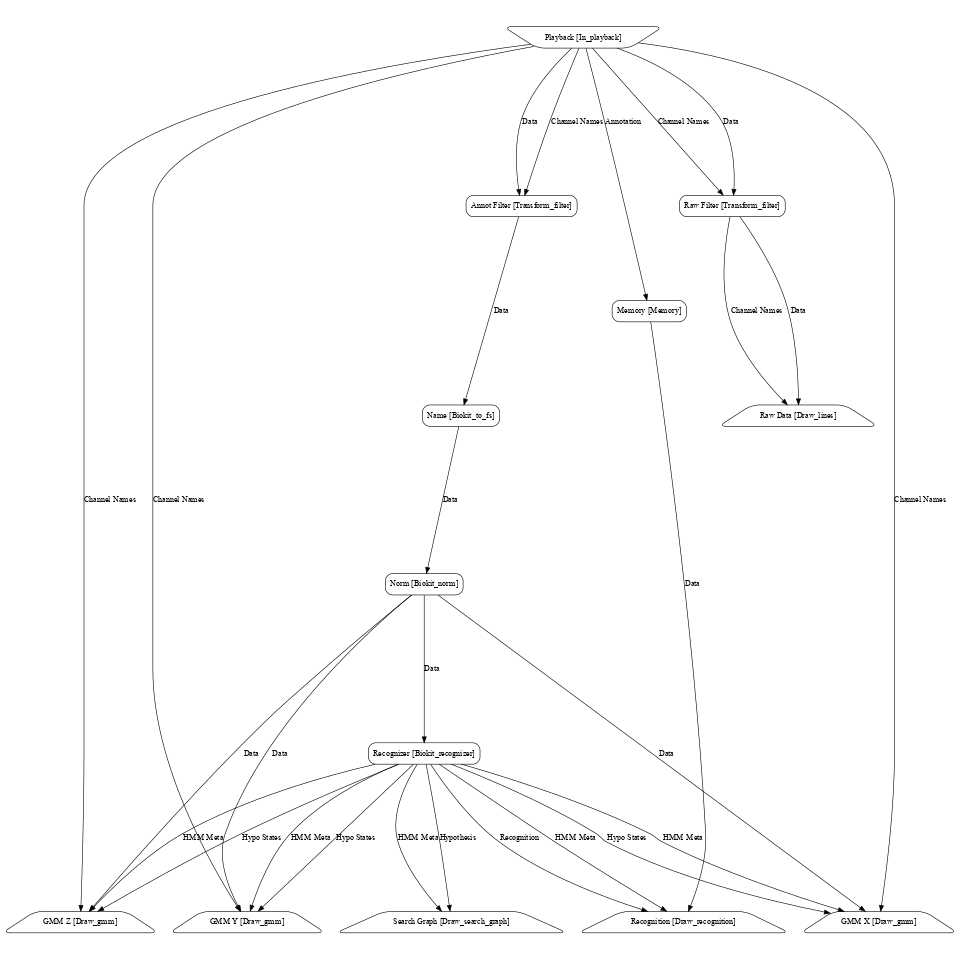 Playback [In_playback]
Data
Channel Names
Annotation
Channel Names
Data
Annot Filter [Transform_filter]
Raw Filter [Transform_filter]
Data
Memory [Memory]
Channel Names
Data
Name [Biokit_to_fs]
Raw Data [Draw_lines]
Channel Names
Channel Names
Data
Channel Names
Norm [Biokit_norm]
Data
Data
Recognizer [Biokit_recognizer]
Data
Data
Data
HMM Meta
Hypo States
HMM Meta
Hypo States
HMM Meta
Hypothesis
Recognition
HMM Meta
Hypo States
HMM Meta
GMM Z [Draw_gmm]
GMM Y [Draw_gmm]
Search Graph [Draw_search_graph]
Recognition [Draw_recognition]
GMM X [Draw_gmm]